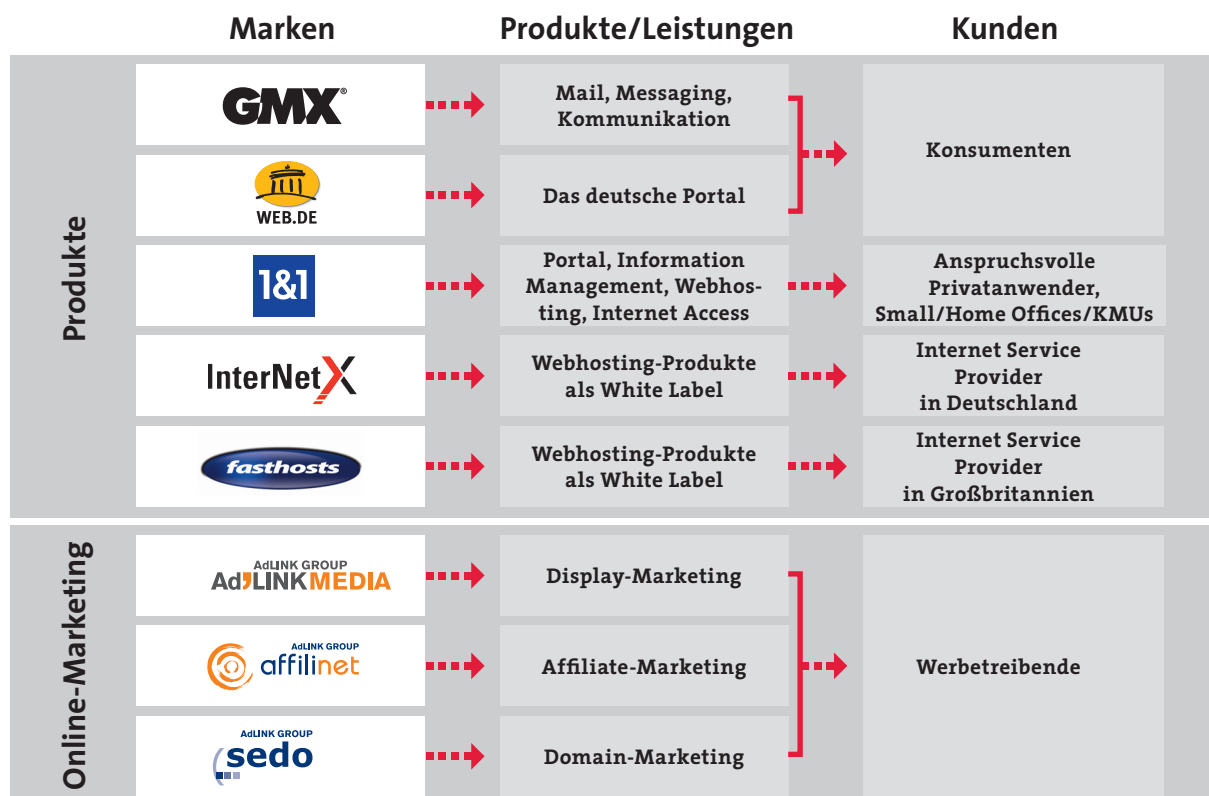 Marken
Produkte/Leistungen
Kunden
Produkte
GMX®
Mail, Messaging,
Kommunikation
Konsumenten
WEB.DE
Das deutsche Portal
1&1
Portal, Information
Management, Webhos-
ting, Internet Access
Anspruchsvolle
Privatanwender,
Small/Home Offices/KMUs
InterNetX
Webhosting-Produkte
als White Label
Internet Service
Provider
in Deutschland
fasthosts
Webhosting-Produkte
als White Label
Internet Service
Provider
in Großbritannien
Online-Marketing
AdLINK GROUP
Ad'LINKMEDIA
Display-Marketing
Werbetreibende
AdLINK GROUP
affilinet
Affiliate-Marketing
AdLINK GROUP
sedo
Domain-Marketing